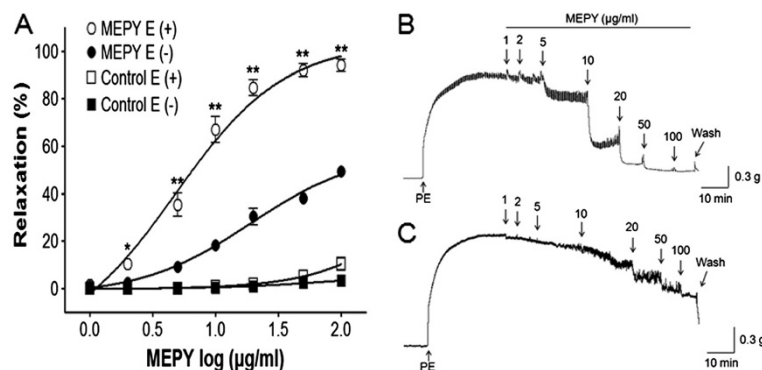 A
MEPY E (+)
MEPY E (-)
Control E (+)
Control E (-)
Relaxation (%)
100
80
60
40
20
0
* ** ** ** ** **
0.0 0.5 1.0 1.5 2.0
MEPY log (µg/ml)
B
MEPY (µg/ml)
1 2 5 10 20 50 100 Wash
PE
0.3 g
10 min
C
1 2 5 10 20 50 100 Wash
PE
0.3 g
10 min